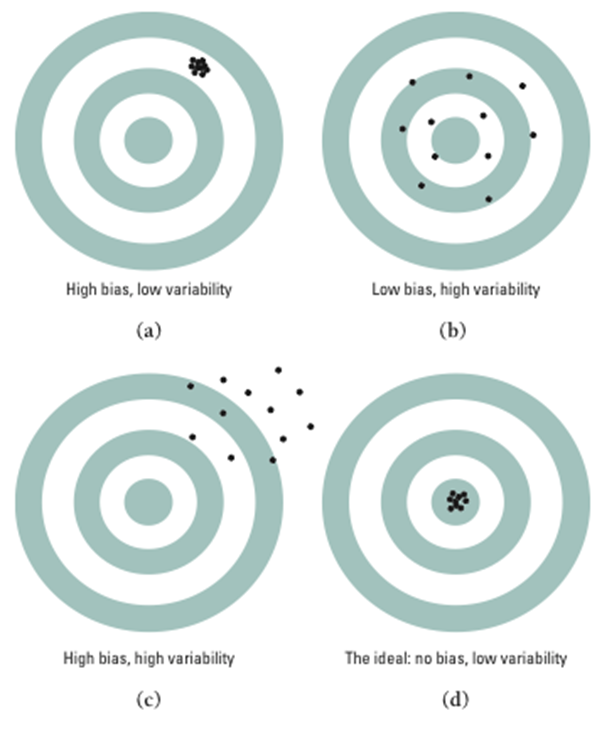 High bias, low variability
Low bias, high variability
(a)
(b)
High bias, high variability
The ideal: no bias, low variability
(c)
(d)